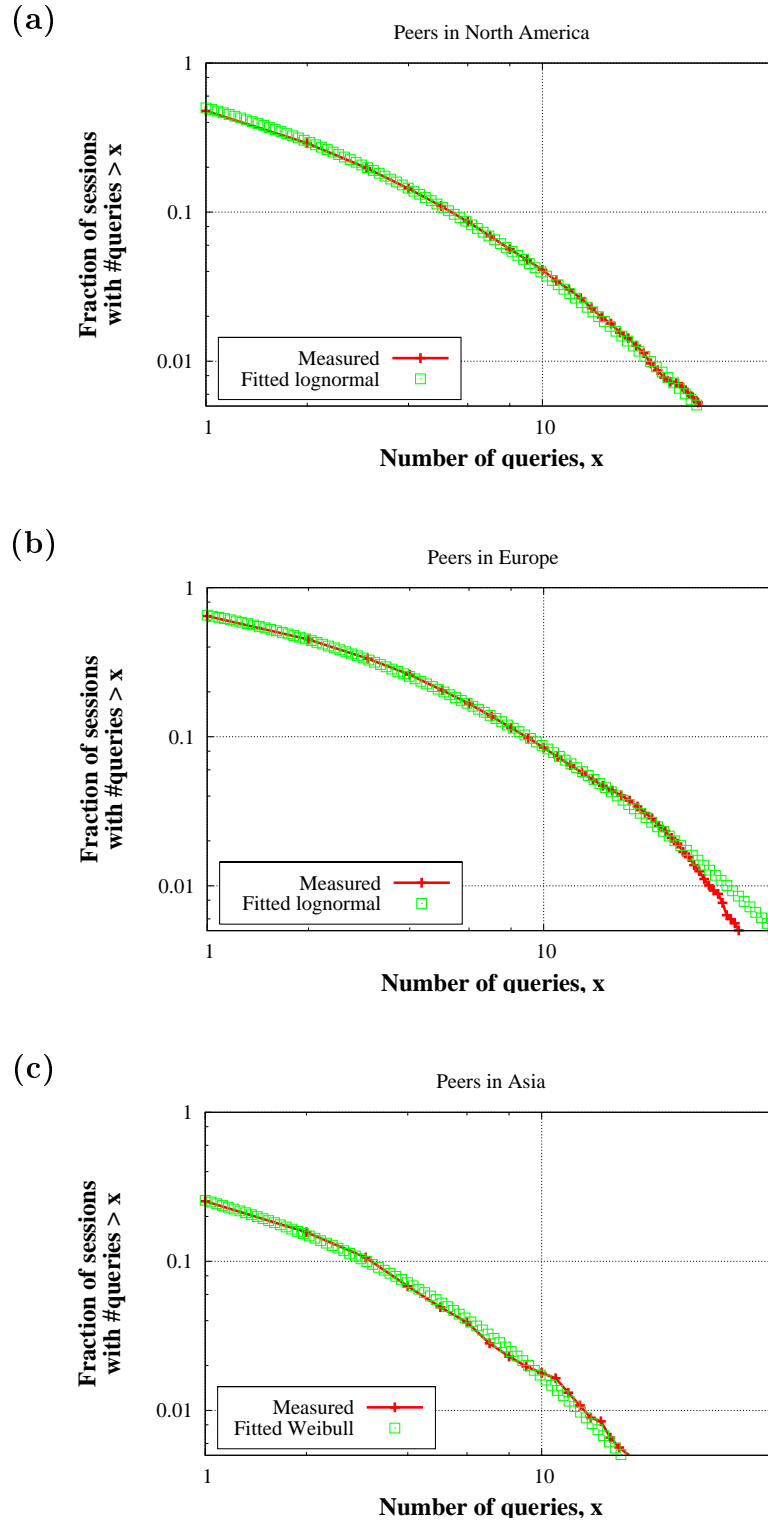 (a)
Peers in North America
1
0.1
0.01
Fraction of sessions
with #queries > x
Measured
Fitted lognormal
1
10
Number of queries, x
(b)
Peers in Europe
1
0.1
0.01
Fraction of sessions
with #queries > x
Measured
Fitted lognormal
1
10
Number of queries, x
(c)
Peers in Asia
1
0.1
0.01
Fraction of sessions
with #queries > x
Measured
Fitted Weibull
1
10
Number of queries, x